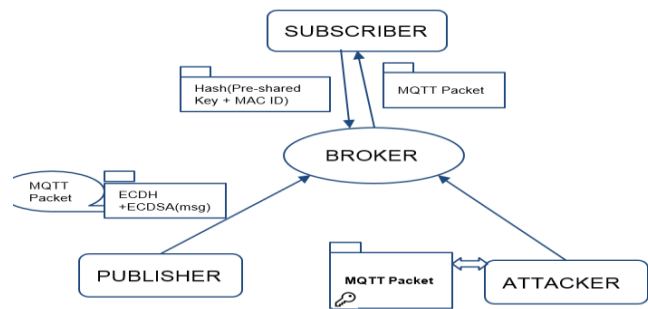 SUBSCRIBER
Hash(Pre-shared
Key + MAC ID)
MQTT Packet
BROKER
MQTT
Packet
ECDH
+ECDSA(msg)
PUBLISHER
MQTT Packet
ATTACKER